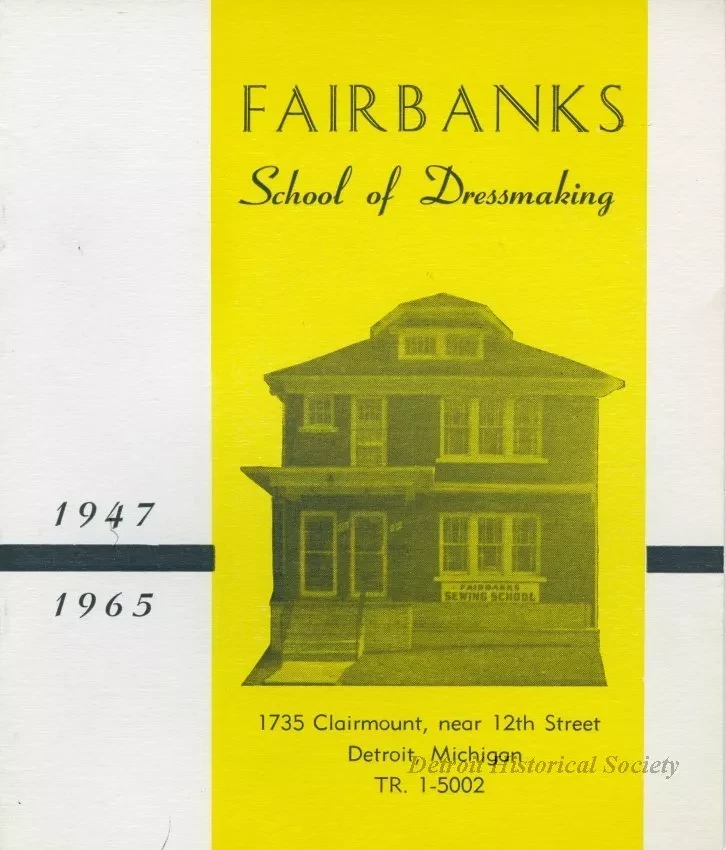 FAIRBANKS
School of Dressmaking
1947
1965
FAIRBANKS
SEWING SCHOOL
1735 Clairmount, near 12th Street
Detroit, Michigan
Detroit Historical Society
TR. 1-5002